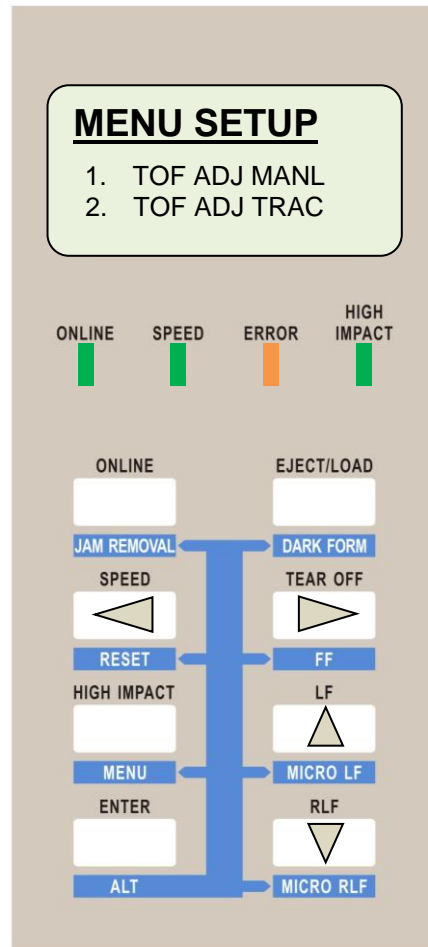 MENU SETUP
1. TOF ADJ MANL
2. TOF ADJ TRAC
HIGH
ONLINE SPEED ERROR IMPACT
ONLINE EJECT/LOAD
JAM REMOVAL DARK FORM
SPEED TEAR OFF
RESET FF
HIGH IMPACT LF
MENU MICRO LF
ENTER RLF
ALT MICRO RLF